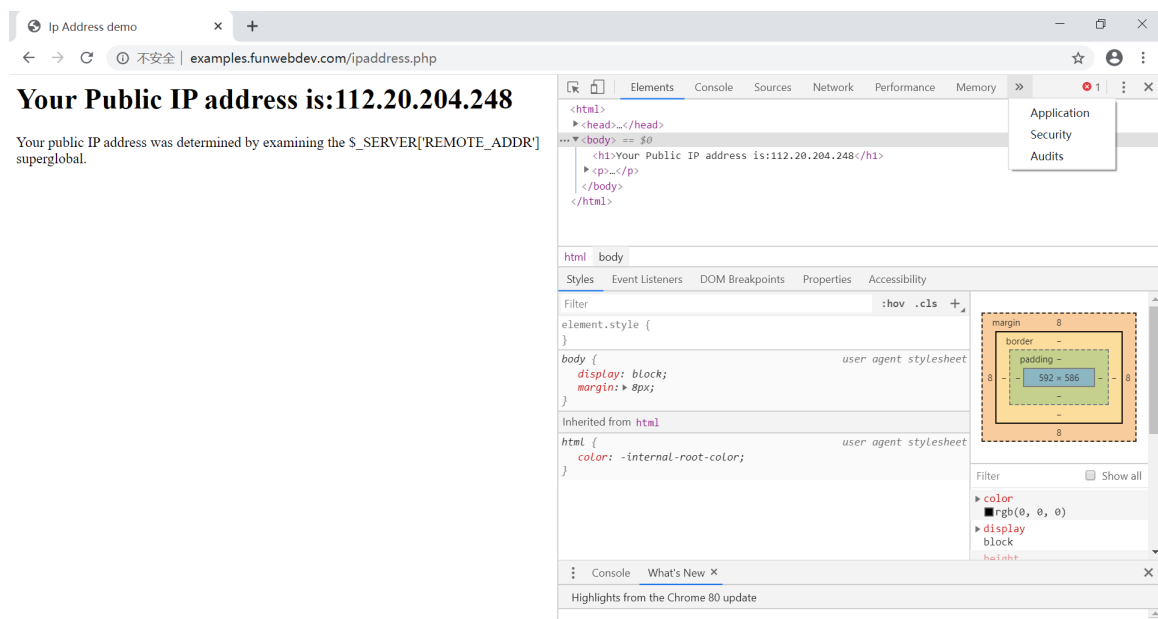 Ip Address demo
不安全 | examples.funwebdev.com/ipaddress.php
Your Public IP address is:112.20.204.248
Your public IP address was determined by examining the $_SERVER['REMOTE_ADDR']
superglobal.
Elements Console Sources Network Performance Memory » 1
Application
Security
Audits
<html>
<head>…</head>
<body> == $0
<h1>Your Public IP address is:112.20.204.248</h1>
<p>…</p>
</body>
</html>
html body
Styles Event Listeners DOM Breakpoints Properties Accessibility
Filter :hov .cls +
element.style {
}
body { user agent stylesheet
display: block;
margin: 8px;
}
Inherited from html
html { user agent stylesheet
color: -internal-root-color;
}
margin 8
border –
padding –
8 – – 592 × 586 – – 8
–
–
8
Filter Show all
color
rgb(0, 0, 0)
display
block
height
Console What's New ×
Highlights from the Chrome 80 update